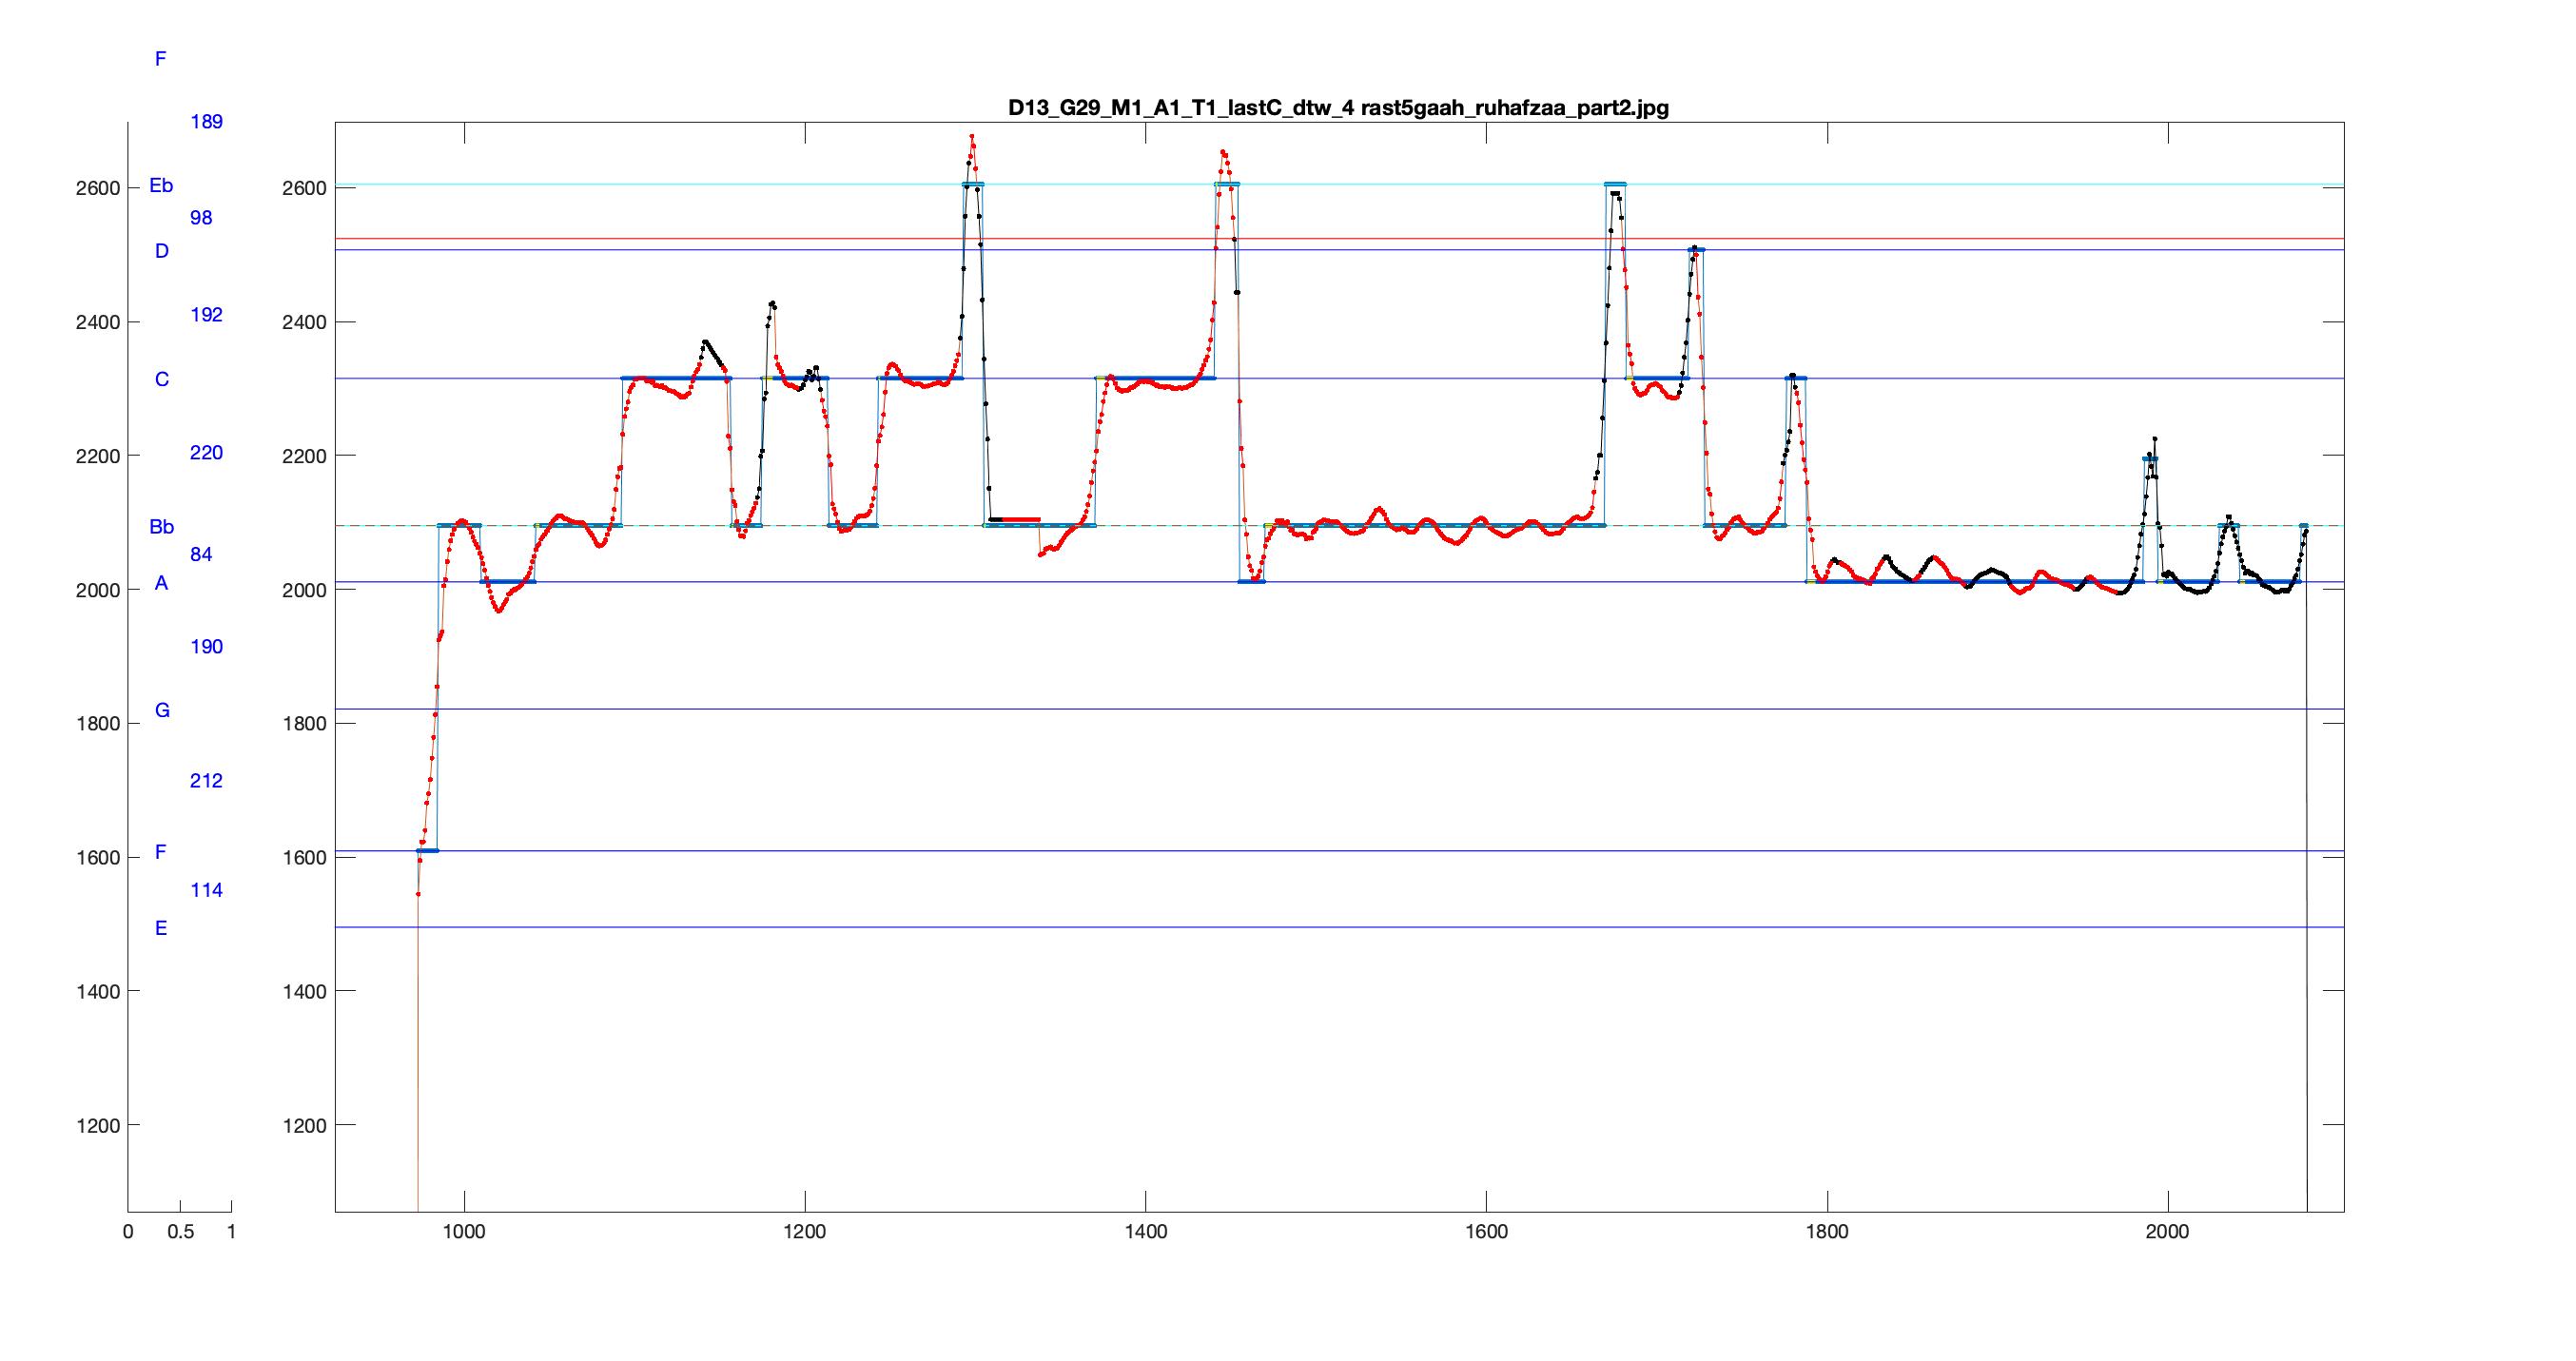 F
D13_G29_M1_A1_T1_lastC_dtw_4 rast5gaah_ruhafzaa_part2.jpg
189
2600 Eb 2600
98
D
192
2400 2400
C
220
2200 2200
Bb
84
A
2000 2000
190
G
1800 1800
212
F
1600 1600
114
E
1400 1400
1200 1200
0 0.5 1 1000 1200 1400 1600 1800 2000